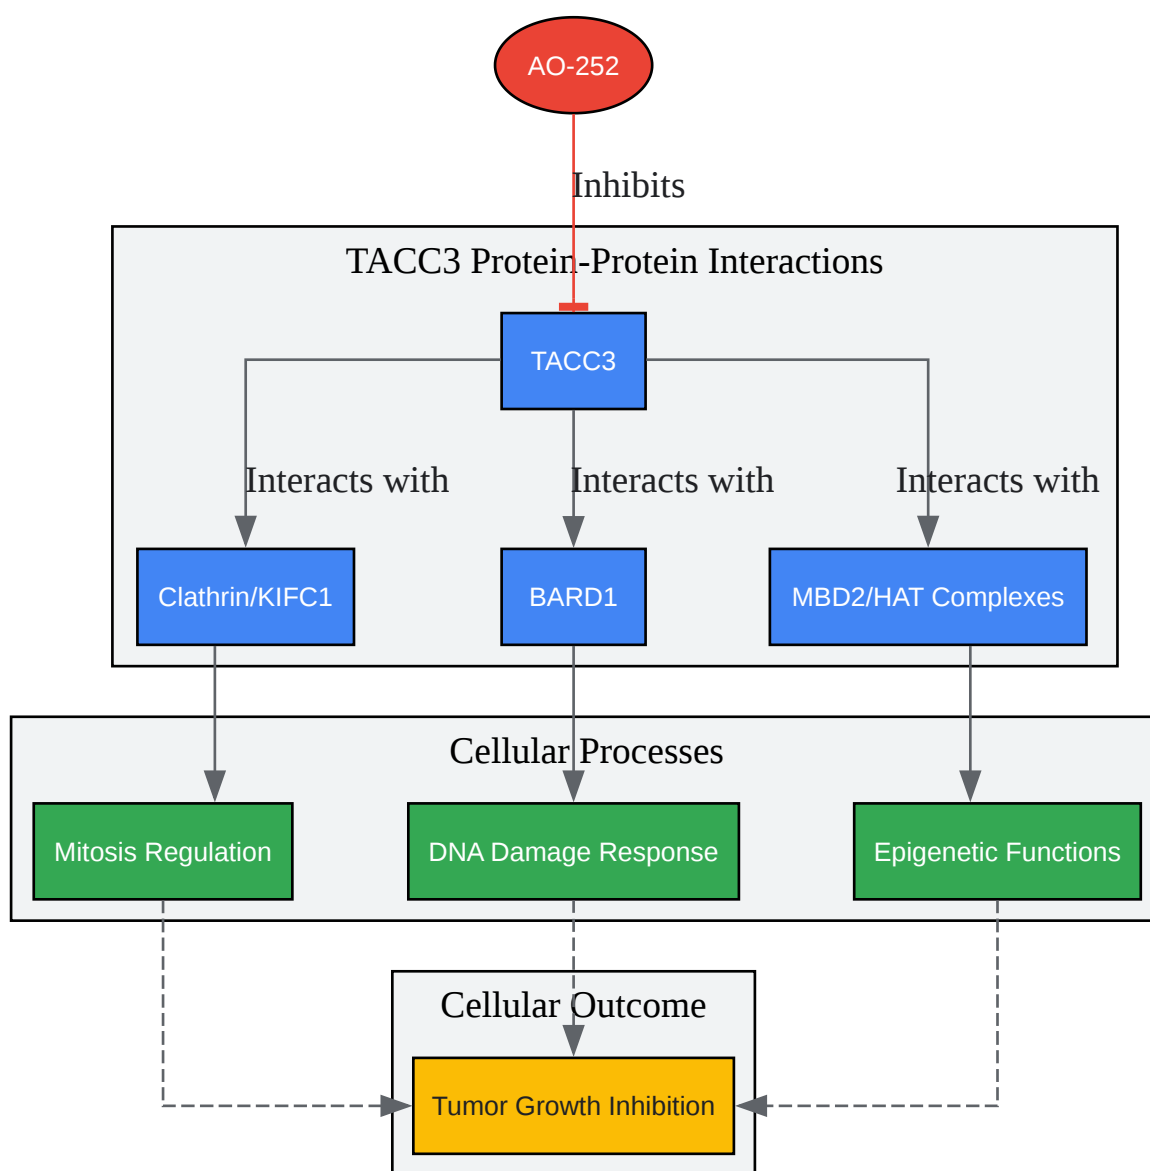 AO-252
Inhibits
TACC3 Protein-Protein Interactions
TACC3
Interacts with
Interacts with
Interacts with
Clathrin/KIFC1
BARD1
MBD2/HAT Complexes
Cellular Processes
Mitosis Regulation
DNA Damage Response
Epigenetic Functions
Cellular Outcome
Tumor Growth Inhibition